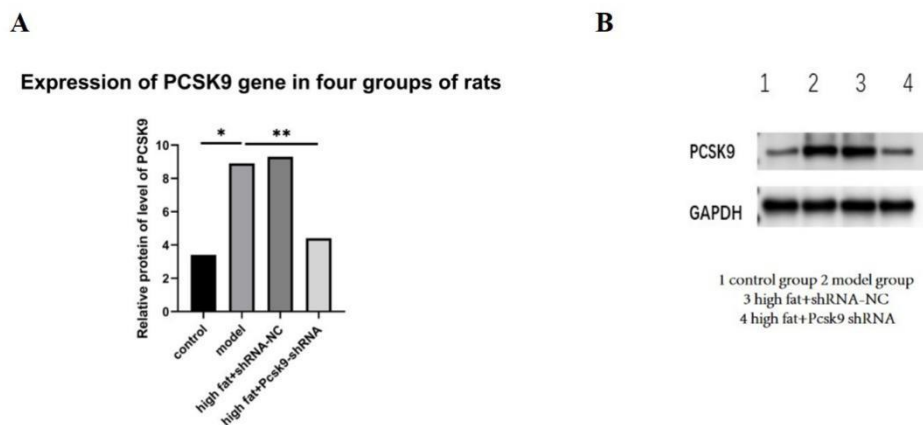 A
Expression of PCSK9 gene in four groups of rats
Relative protein of level of PCSK9
10
8
6
4
2
0
*
**
control
model
high fat+shRNA-NC
high fat+Pcsk9-shRNA
B
1 2 3 4
PCSK9
GAPDH
1 control group 2 model group
3 high fat+shRNA-NC
4 high fat+Pcsk9 shRNA